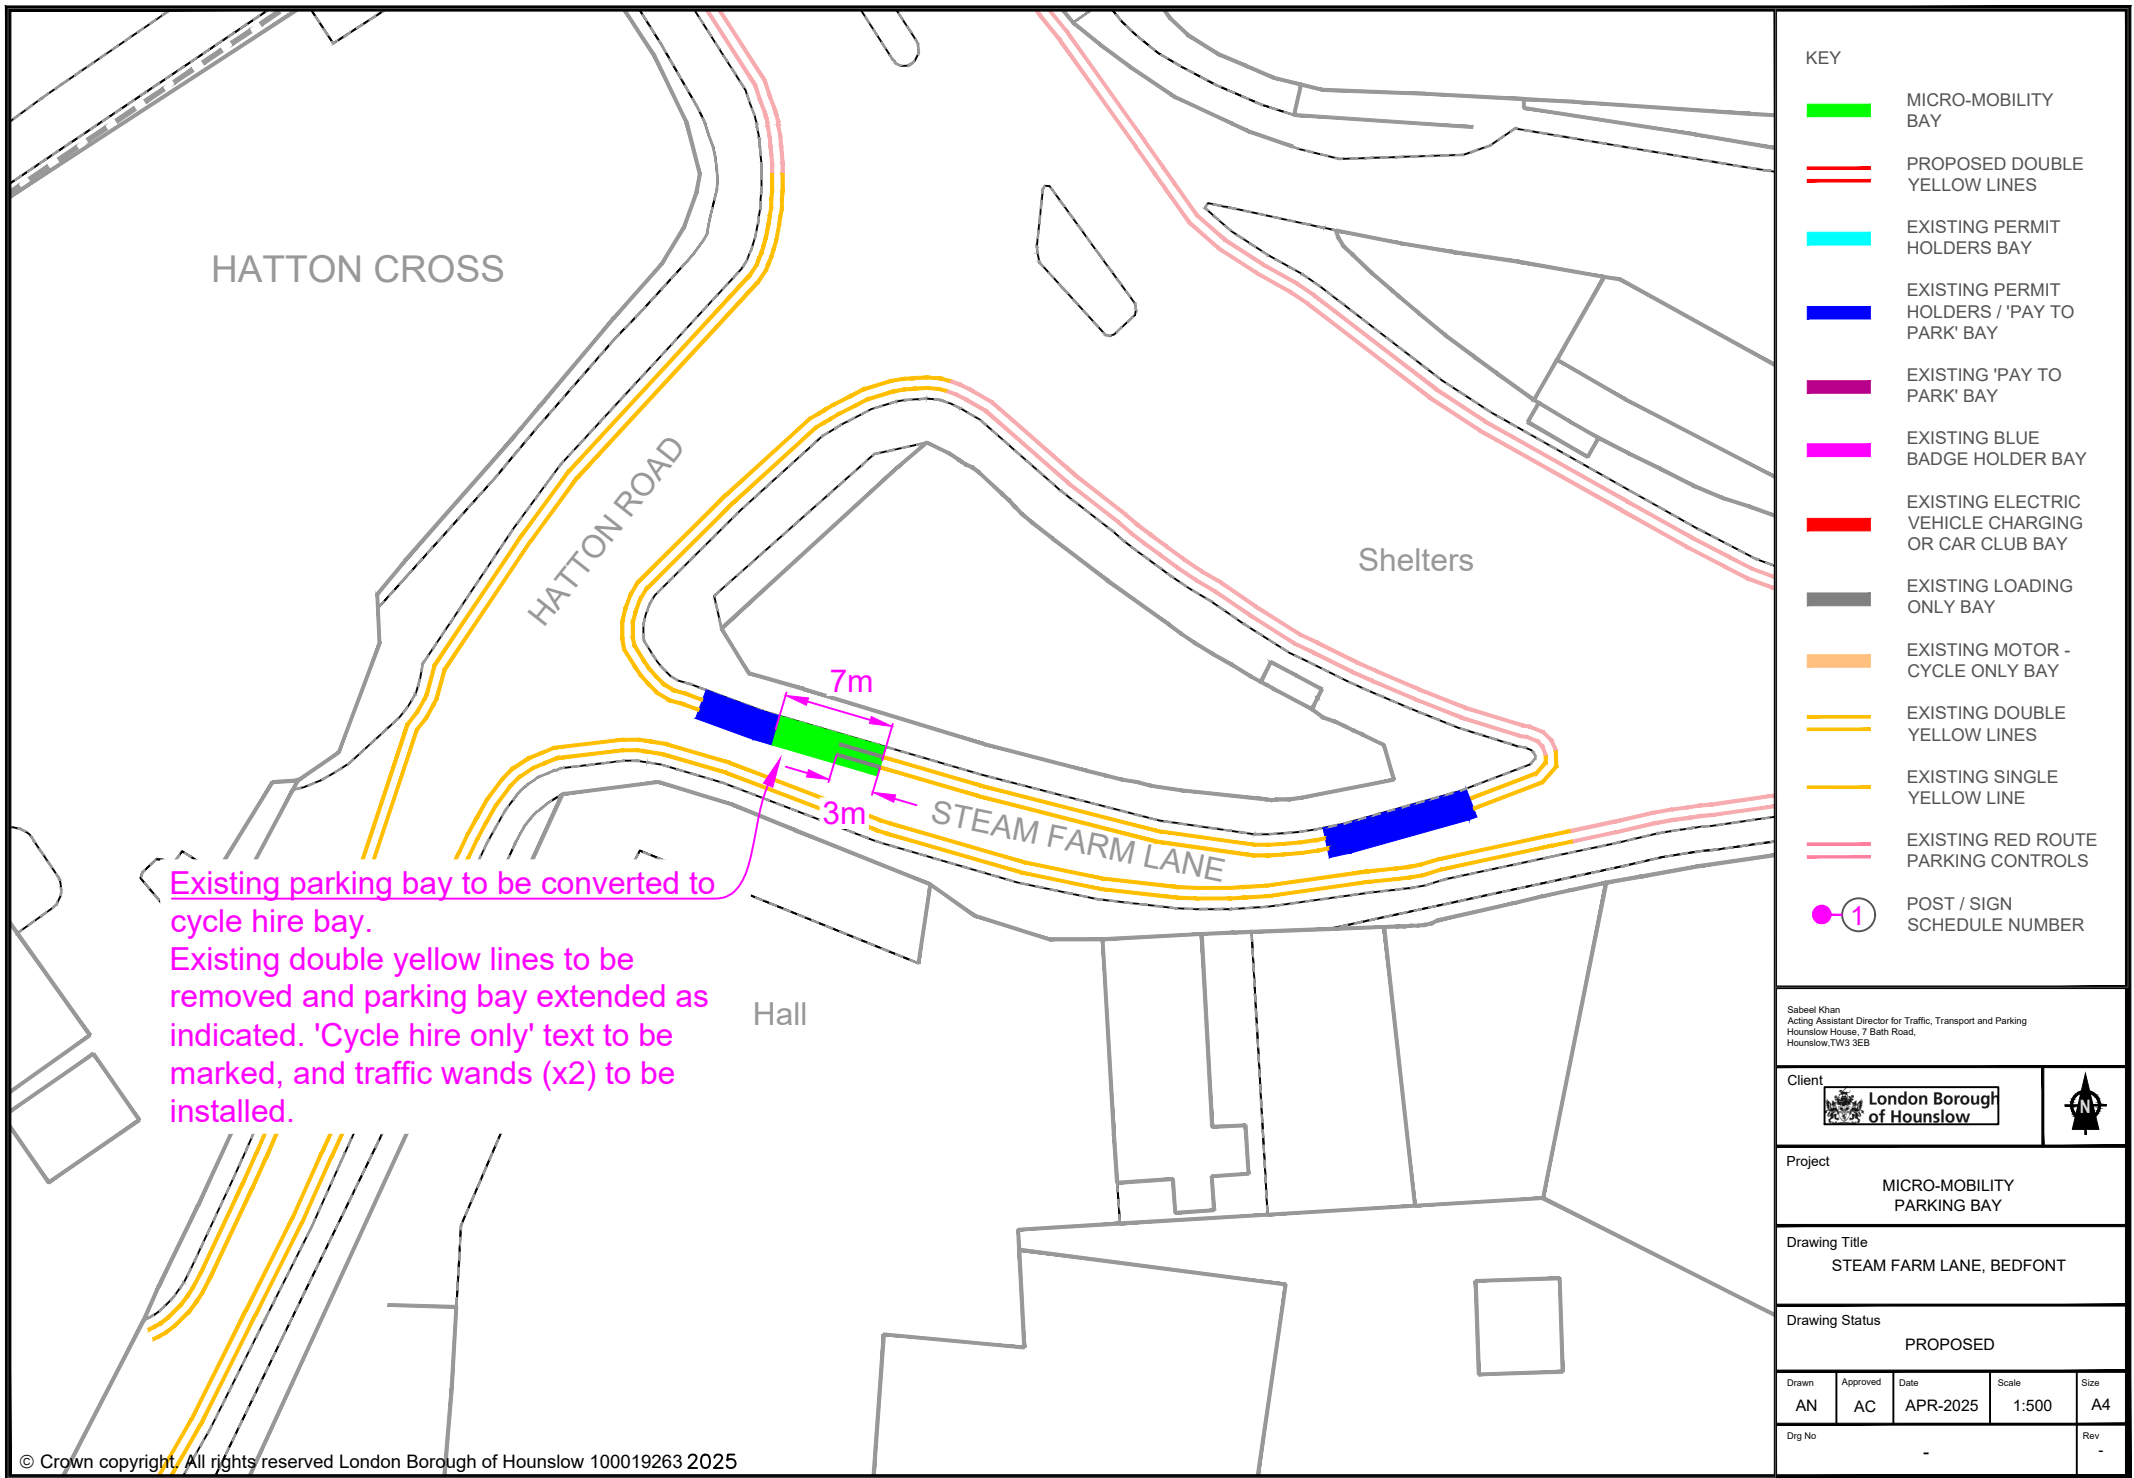 HATTON CROSS
HATTON ROAD
Shelters
7m
3m
STEAM FARM LANE
Existing parking bay to be converted to
cycle hire bay.
Existing double yellow lines to be
removed and parking bay extended as
indicated. 'Cycle hire only' text to be
marked, and traffic wands (x2) to be
installed.
Hall
© Crown copyright. All rights reserved London Borough of Hounslow 100019263 2025
KEY
MICRO-MOBILITY
BAY
PROPOSED DOUBLE
YELLOW LINES
EXISTING PERMIT
HOLDERS BAY
EXISTING PERMIT
HOLDERS / 'PAY TO
PARK' BAY
EXISTING 'PAY TO
PARK' BAY
EXISTING BLUE
BADGE HOLDER BAY
EXISTING ELECTRIC
VEHICLE CHARGING
OR CAR CLUB BAY
EXISTING LOADING
ONLY BAY
EXISTING MOTOR -
CYCLE ONLY BAY
EXISTING DOUBLE
YELLOW LINES
EXISTING SINGLE
YELLOW LINE
EXISTING RED ROUTE
PARKING CONTROLS
1
POST / SIGN
SCHEDULE NUMBER
Sabeel Khan
Acting Assistant Director for Traffic, Transport and Parking
Hounslow House, 7 Bath Road,
Hounslow,TW3 3EB
Client
London Borough
of Hounslow
N
Project
MICRO-MOBILITY
PARKING BAY
Drawing Title
STEAM FARM LANE, BEDFONT
Drawing Status
PROPOSED
Drawn Approved Date Scale Size
AN AC APR-2025 1:500 A4
Drg No Rev
- -